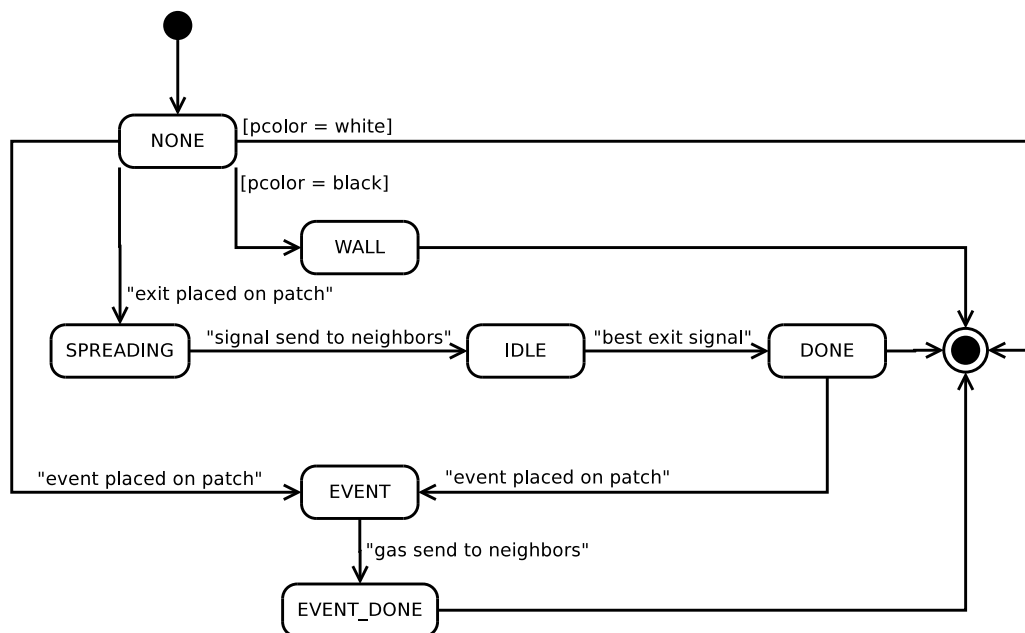 [pcolor = white]
NONE
[pcolor = black]
WALL
"exit placed on patch"
"signal send to neighbors"
"best exit signal"
SPREADING
IDLE
DONE
"event placed on patch"
"event placed on patch"
EVENT
"gas send to neighbors"
EVENT_DONE